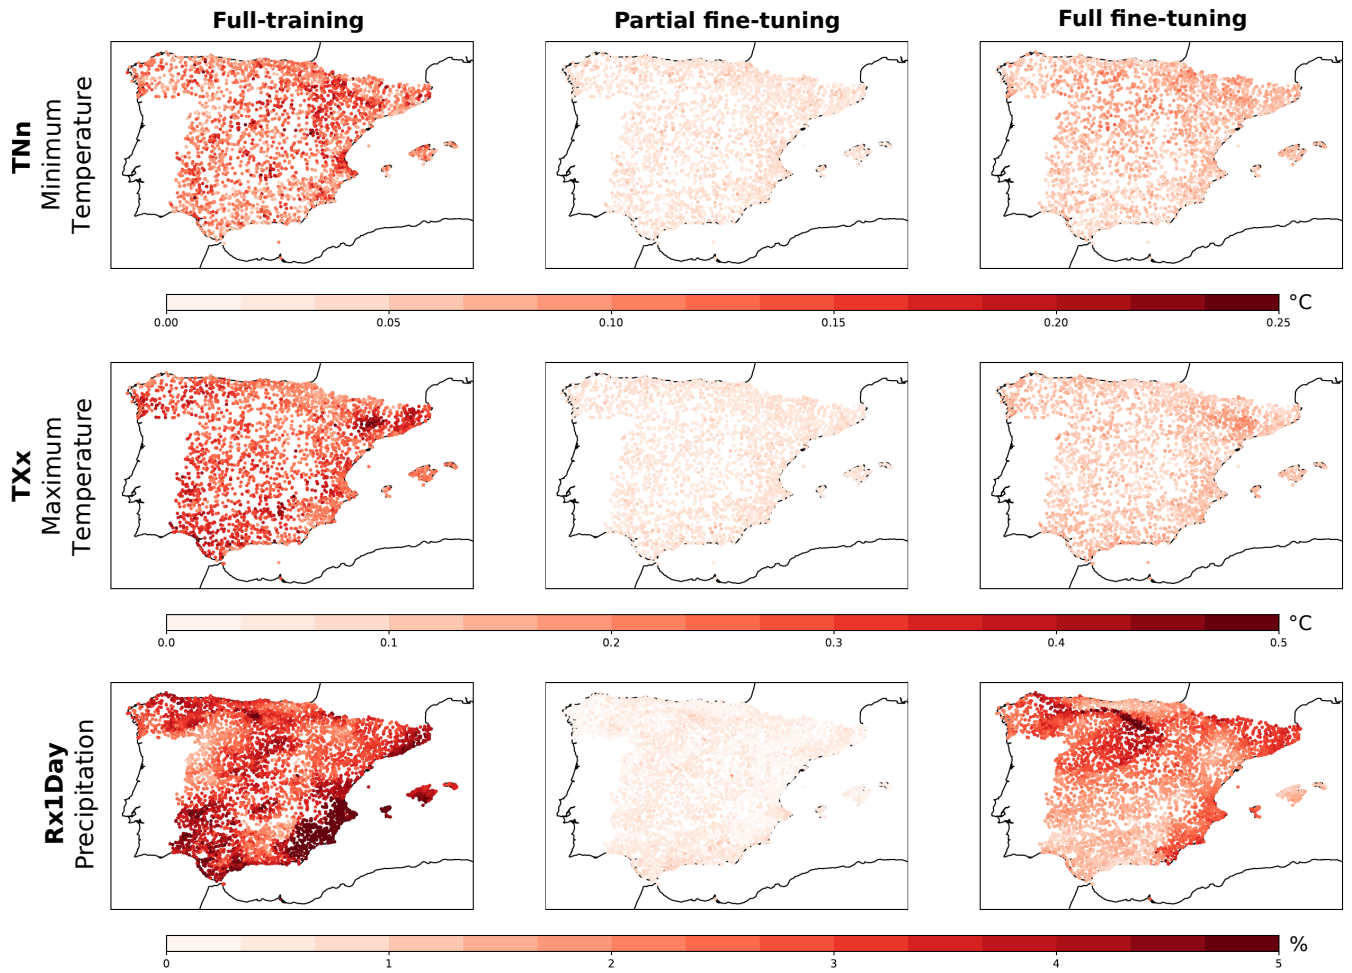 Full-training
Partial fine-tuning
Full fine-tuning
TNn
Minimum
Temperature
0.00
0.05
0.10
0.15
0.20
0.25
°C
TXx
Maximum
Temperature
0.0
0.1
0.2
0.3
0.4
0.5
°C
Rx1Day
Precipitation
0
1
2
3
4
5
%